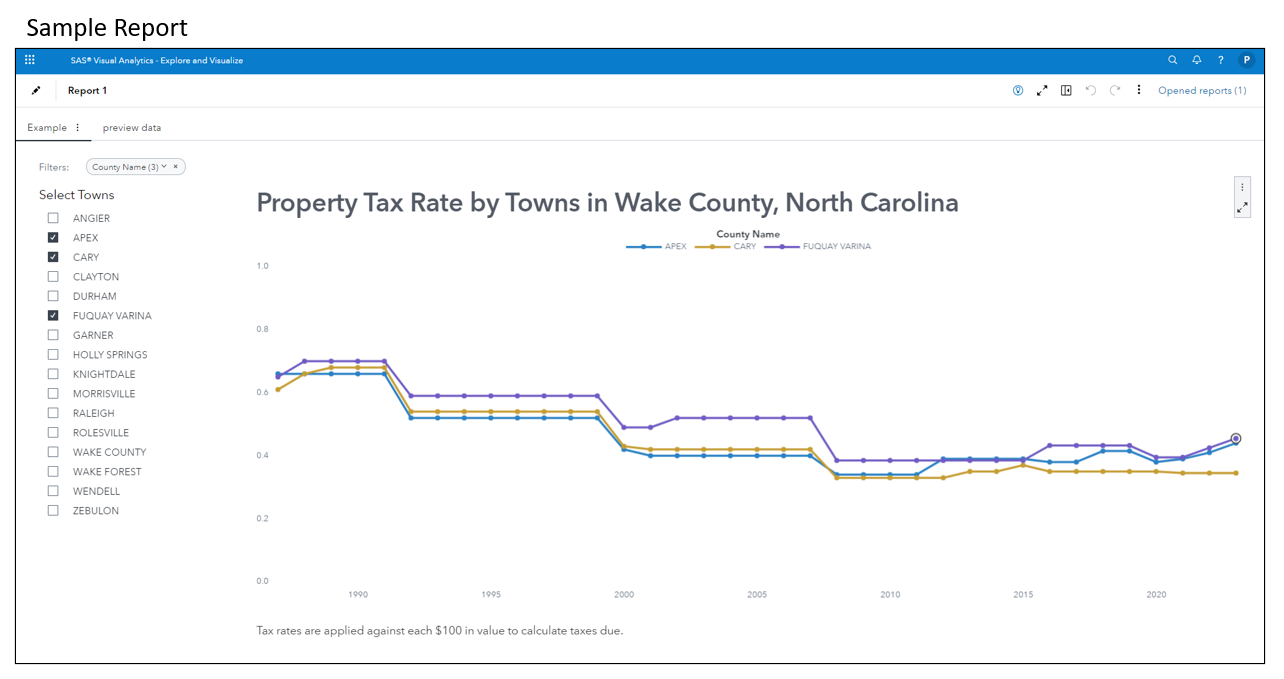 Sample Report
SAS® Visual Analytics - Explore and Visualize
? P
Report 1
Opened reports (1)
Example
preview data
Filters:
County Name (3)
Select Towns
ANGIER
APEX
CARY
CLAYTON
DURHAM
FUQUAY VARINA
GARNER
HOLLY SPRINGS
KNIGHTDALE
MORRISVILLE
RALEIGH
ROLESVILLE
WAKE COUNTY
WAKE FOREST
WENDELL
ZEBULON
Property Tax Rate by Towns in Wake County, North Carolina
County Name
APEX CARY FUQUAY VARINA
1.0
0.8
0.6
0.4
0.2
0.0
1990 1995 2000 2005 2010 2015 2020
Tax rates are applied against each $100 in value to calculate taxes due.